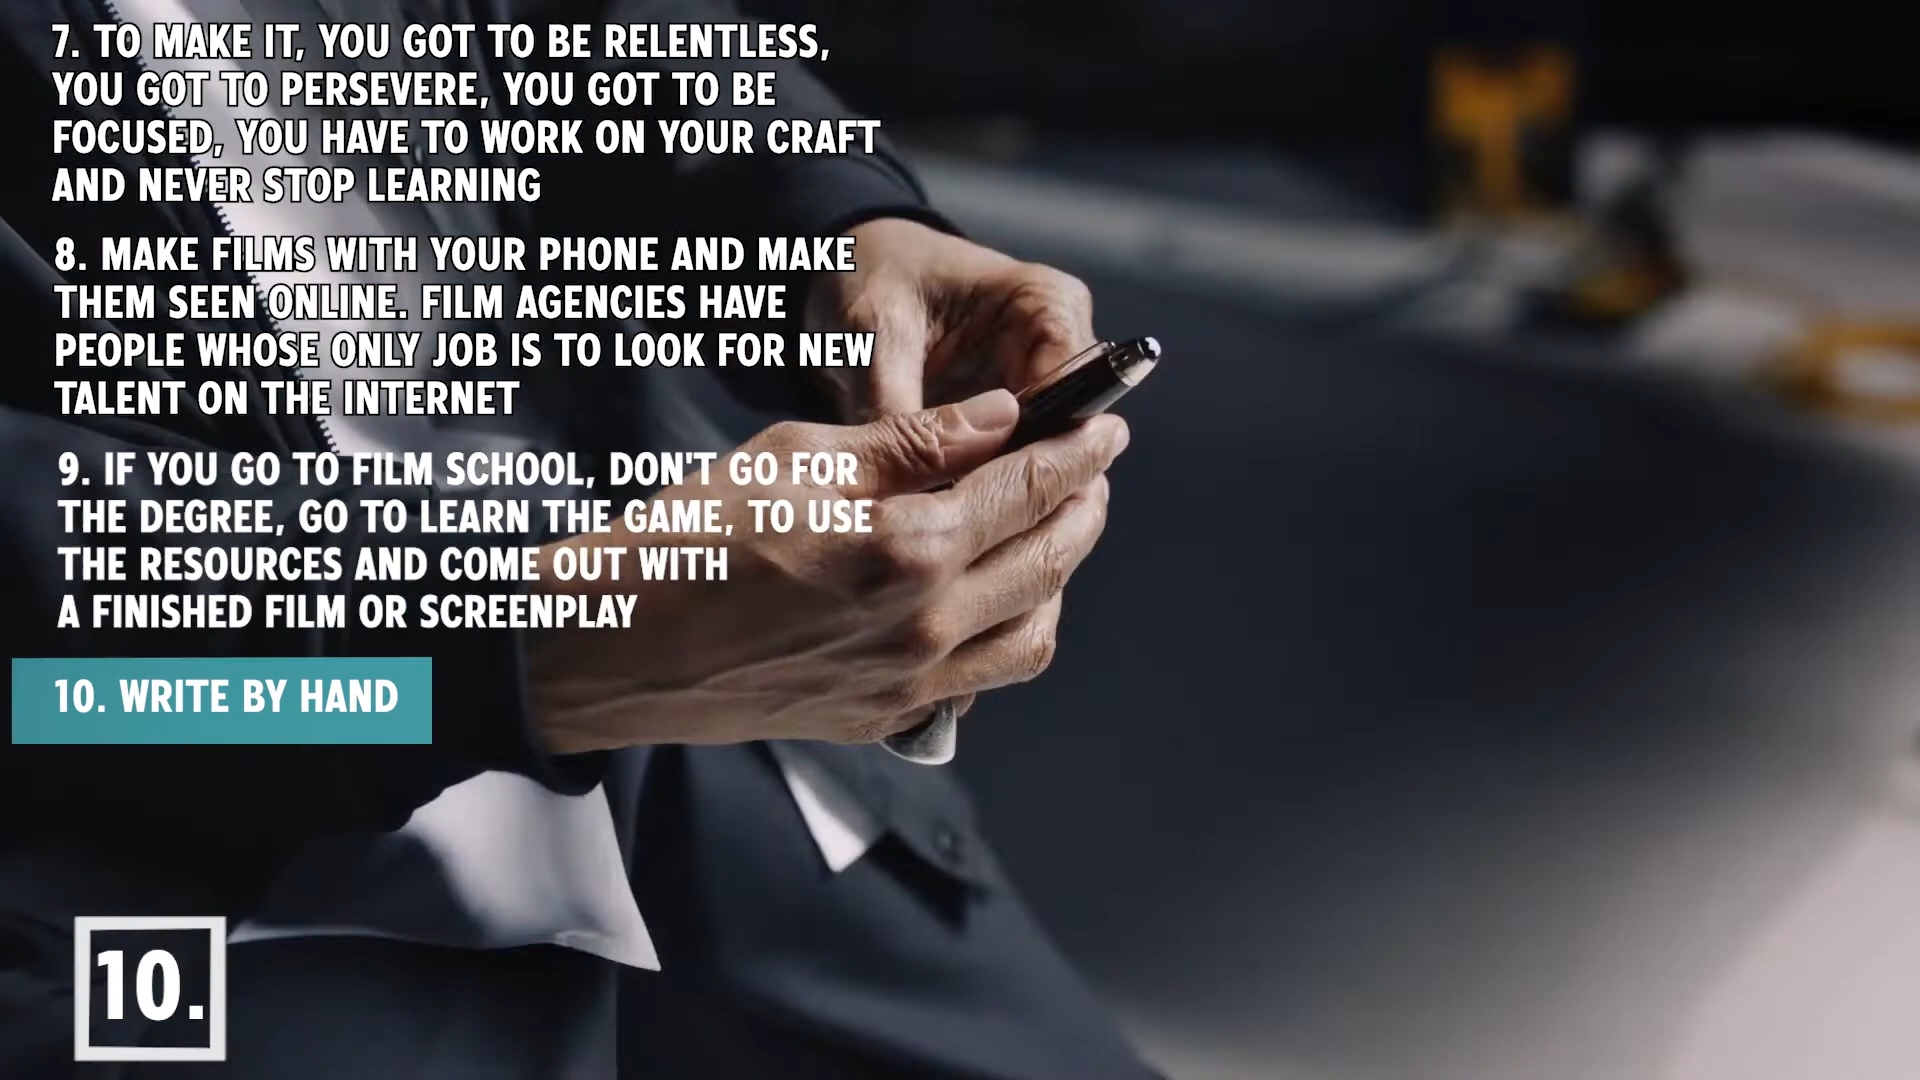 7. TO MAKE IT, YOU GOT TO BE RELENTLESS,
YOU GOT TO PERSEVERE, YOU GOT TO BE
FOCUSED, YOU HAVE TO WORK ON YOUR CRAFT
AND NEVER STOP LEARNING
8. MAKE FILMS WITH YOUR PHONE AND MAKE
THEM SEEN ONLINE. FILM AGENCIES HAVE
PEOPLE WHOSE ONLY JOB IS TO LOOK FOR NEW
TALENT ON THE INTERNET
9. IF YOU GO TO FILM SCHOOL, DON'T GO FOR
THE DEGREE, GO TO LEARN THE GAME, TO USE
THE RESOURCES AND COME OUT WITH
A FINISHED FILM OR SCREENPLAY
10. WRITE BY HAND
10.